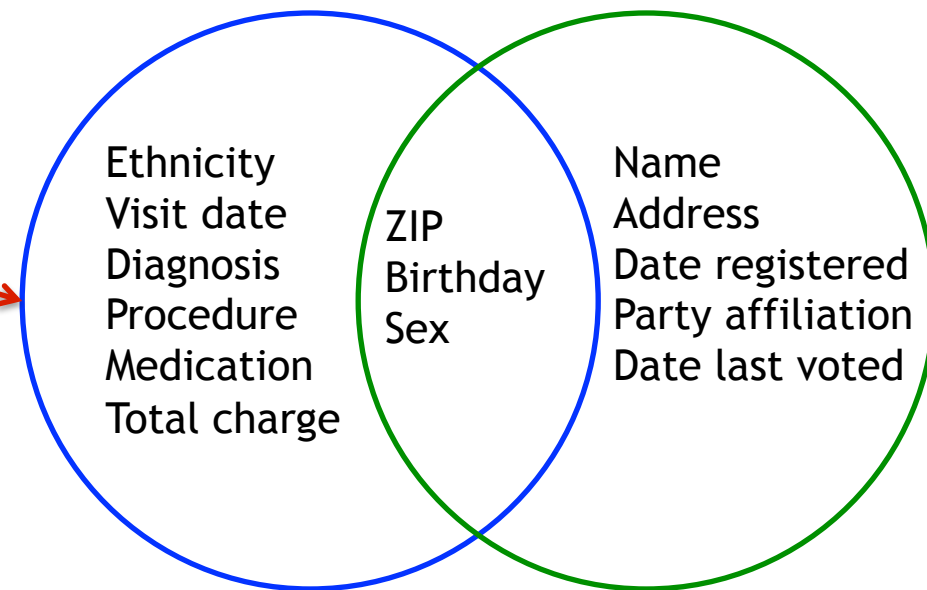 Ethnicity
Visit date
Diagnosis
Procedure
Medication
Total charge
ZIP
Birthday
Sex
Name
Address
Date registered
Party affiliation
Date last voted